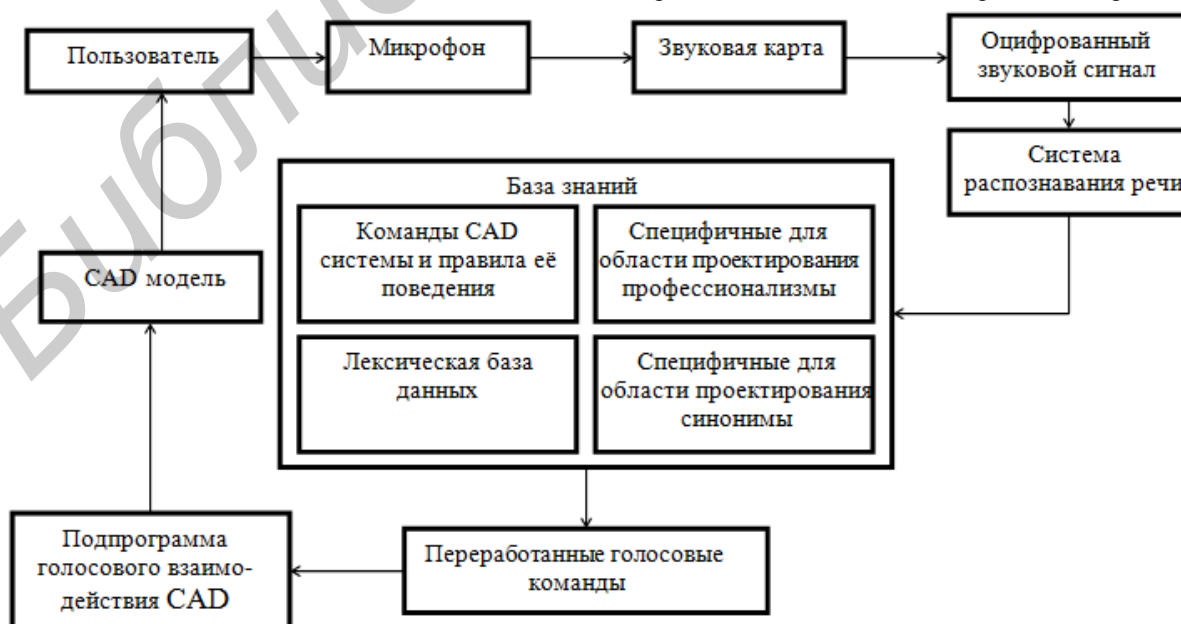 Пользователь
Микрофон
Звуковая карта
Оцифрованный
звуковой сигнал
Система
распознавания речи
База знаний
Команды CAD
системы и правила её
поведения
Специфичные для
области проектирования
профессионализмы
Лексическая база
данных
Специфичные для
области проектирования
синонимы
CAD модель
Подпрограмма
голосового взаимо-
действия CAD
Переработанные голосовые
команды